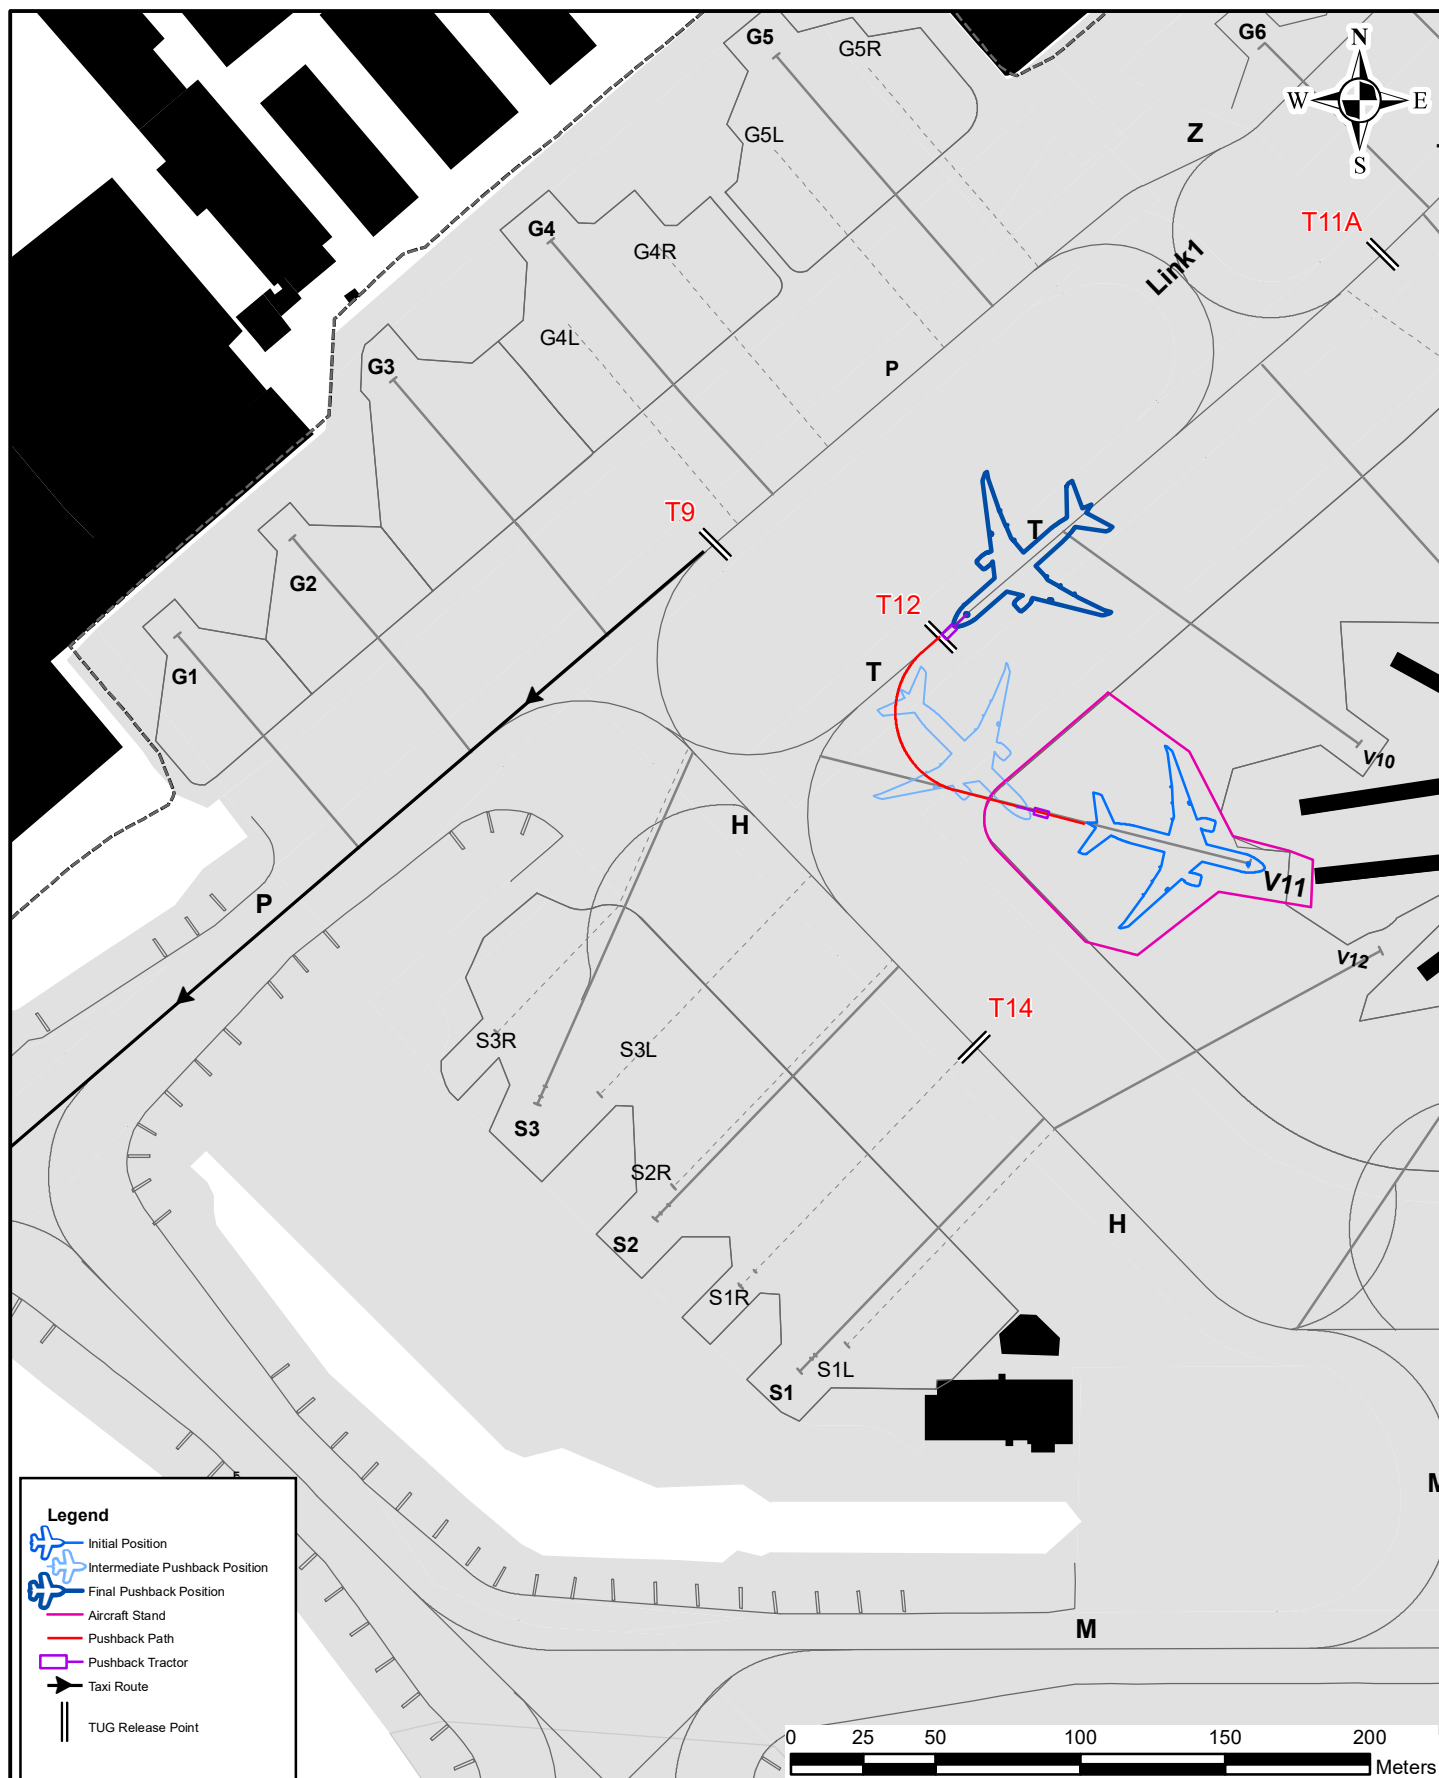 G5
G5R
G6
N
W
E
S
Z
G5L
T11A
G4
G4R
Link1
G4L
G3
P
T9
T
G2
T12
T
G1
V10
H
V11
P
V12
T14
S3R
S3L
S3
S2R
H
S2
S1R
S1L
S1
M
Legend
Initial Position
Intermediate Pushback Position
Final Pushback Position
Aircraft Stand
Pushback Path
Pushback Tractor
Taxi Route
TUG Release Point
M
0 25 50 100 150 200
Meters